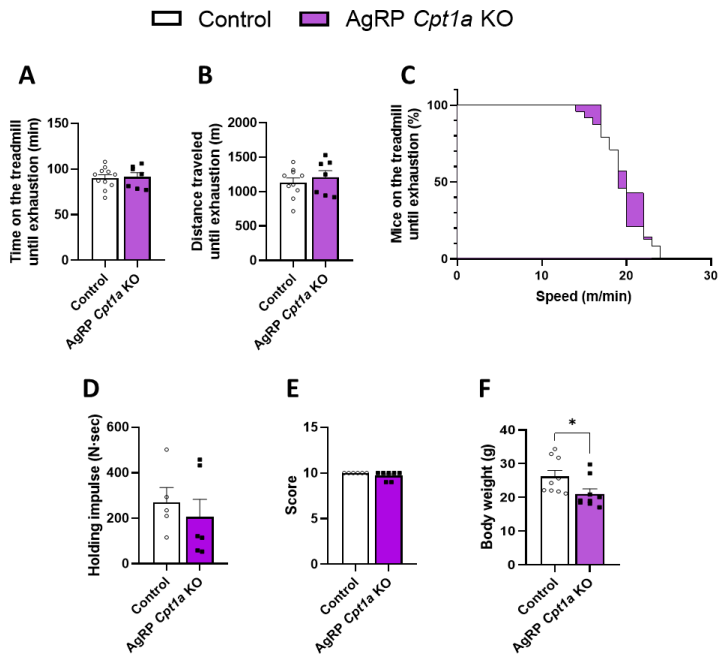 Control AgRP Cpt1a KO
A
Time on the treadmill
until exhaustion (min)
150
100
50
0
Control
AgRP Cpt1a KO
B
Distance traveled
until exhaustion (m)
2000
1500
1000
500
0
Control
AgRP Cpt1a KO
C
Mice on the treadmill
until exhaustion (%)
100
50
0
0 10 20 30
Speed (m/min)
D
Holding impulse (N·sec)
600
400
200
0
Control
AgRP Cpt1a KO
E
Score
15
10
5
0
Control
AgRP Cpt1a KO
F
Body weight (g)
40
30
20
10
0
*
Control
AgRP Cpt1a KO